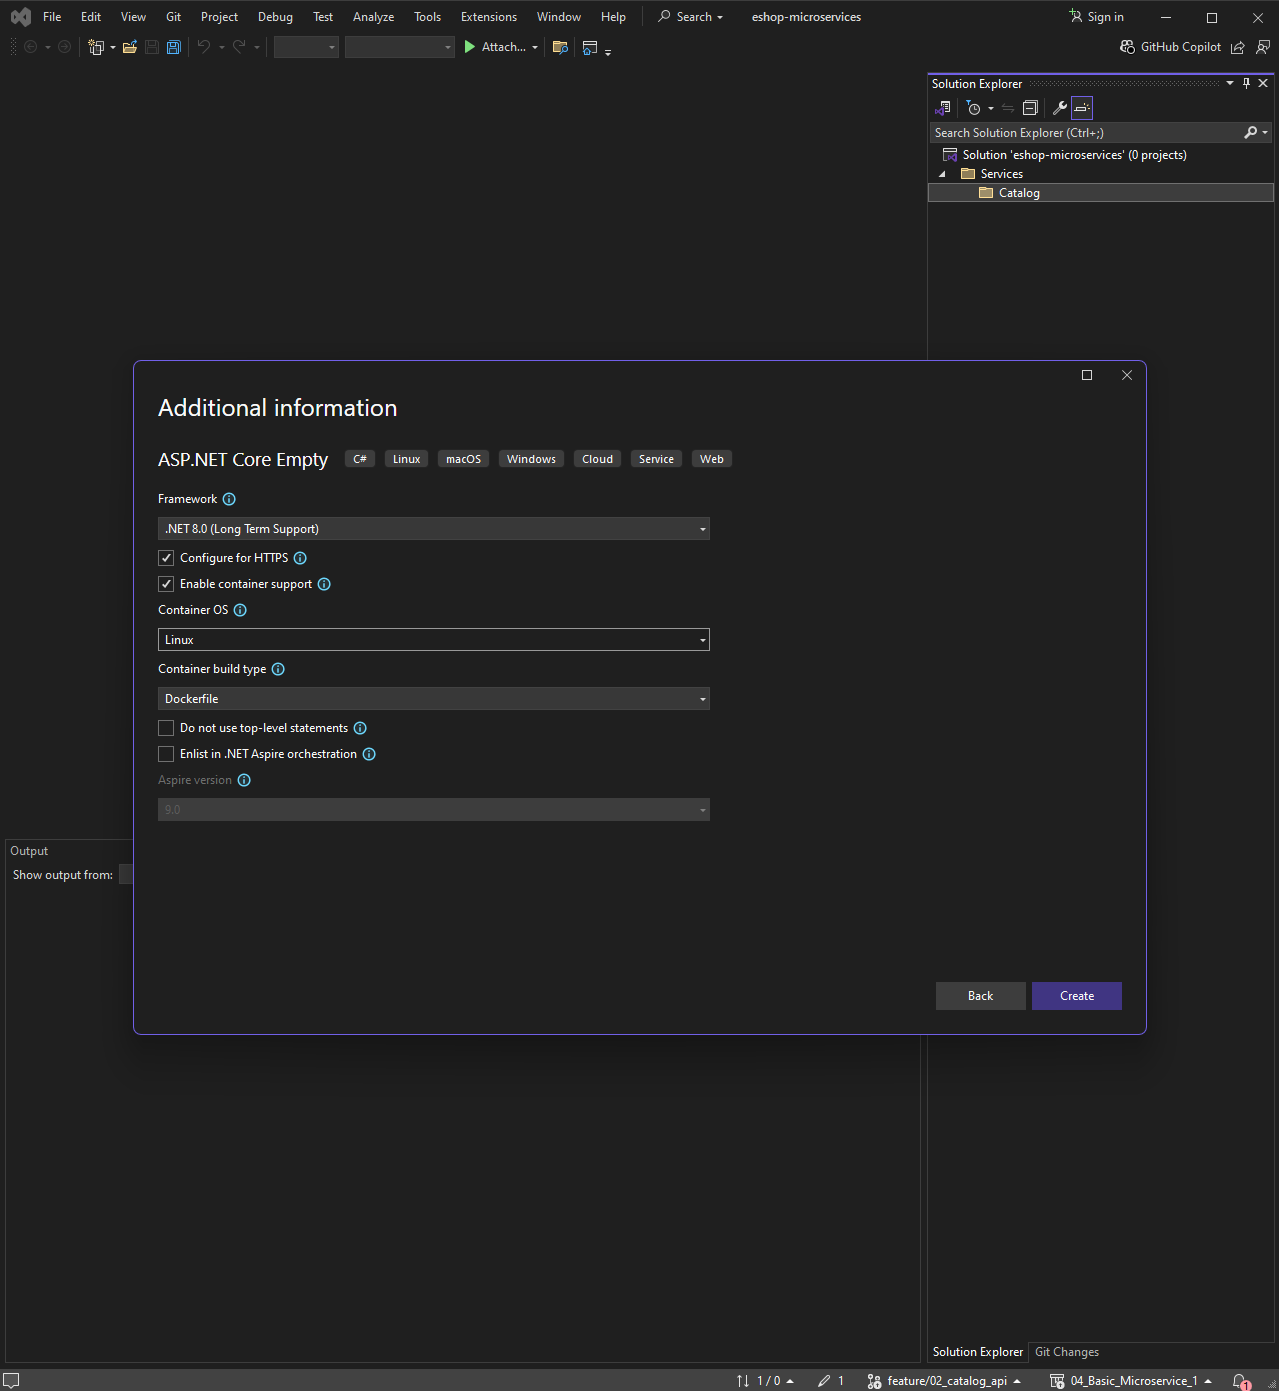 File Edit View Git Project Debug Test Analyze Tools Extensions Window Help Search eshop-microservices Sign in
Attach... GitHub Copilot
Solution Explorer
Search Solution Explorer (Ctrl+;)
Solution 'eshop-microservices' (0 projects)
Services
Catalog
Additional information
ASP.NET Core Empty C# Linux macOS Windows Cloud Service Web
Framework
.NET 8.0 (Long Term Support)
Configure for HTTPS
Enable container support
Container OS
Linux
Container build type
Dockerfile
Do not use top-level statements
Enlist in .NET Aspire orchestration
Aspire version
9.0
Output
Show output from:
Back Create
Solution Explorer Git Changes
1 / 0 1 feature/02_catalog_api 04_Basic_Microservice_1 1